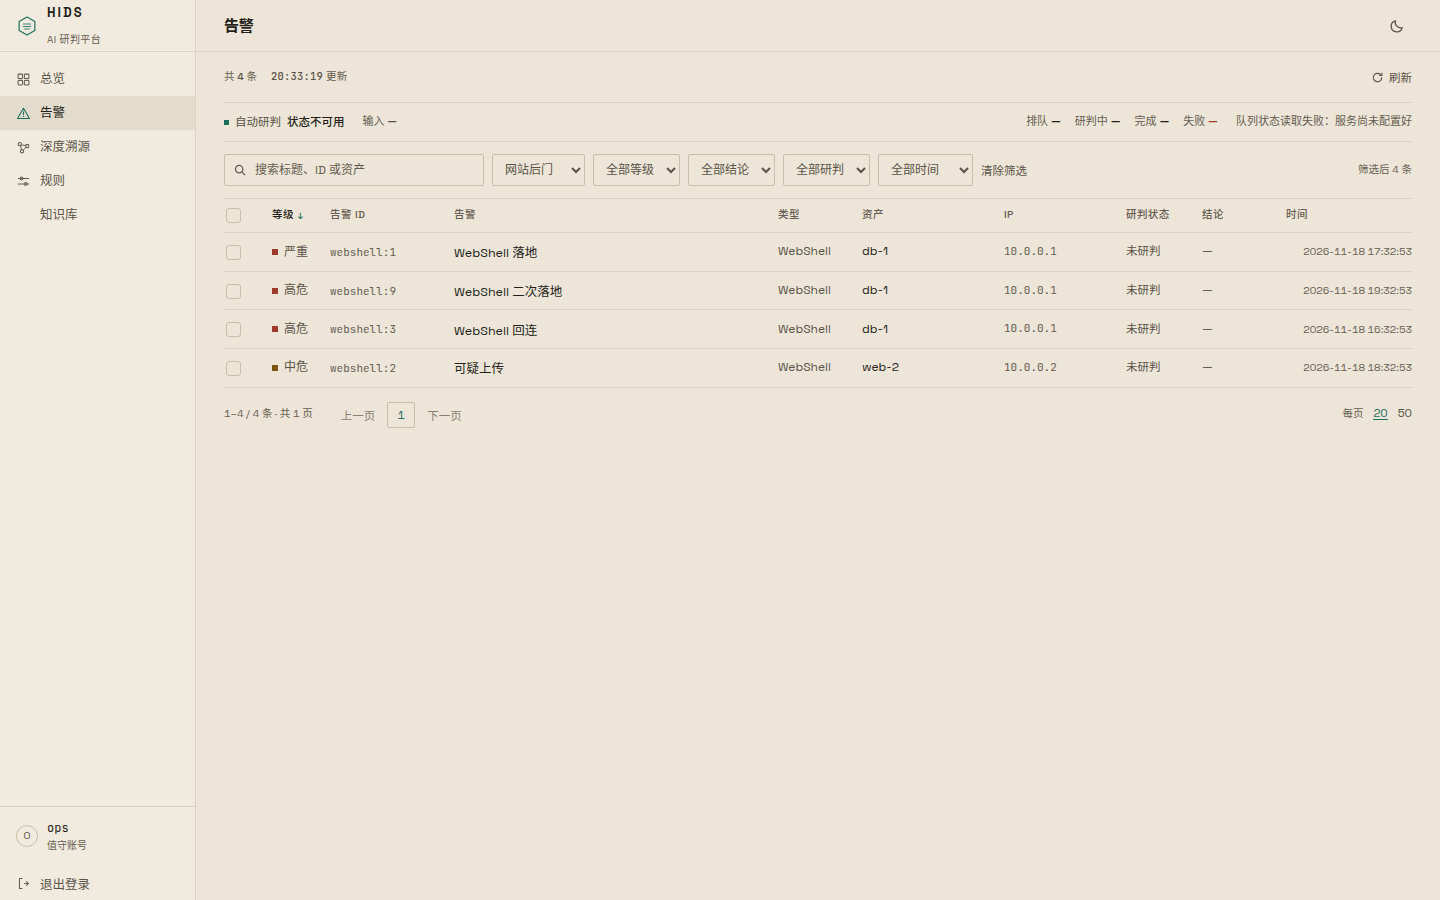 HIDS
AI 研判平台
总览
告警
深度溯源
规则
知识库
O
ops
值守账号
退出登录
告警
共 4 条 20:33:19 更新
刷新
自动研判 状态不可用 输入 —
排队 — 研判中 — 完成 — 失败 — 队列状态读取失败：服务尚未配置好
搜索标题、ID 或资产 网站后门 全部等级 全部结论 全部研判 全部时间 清除筛选 筛选后 4 条
等级 ↓ 告警 ID 告警 类型 资产 IP 研判状态 结论 时间
严重 webshell:1 WebShell 落地 WebShell db-1 10.0.0.1 未研判 — 2026-11-18 17:32:53
高危 webshell:9 WebShell 二次落地 WebShell db-1 10.0.0.1 未研判 — 2026-11-18 19:32:53
高危 webshell:3 WebShell 回连 WebShell db-1 10.0.0.1 未研判 — 2026-11-18 16:32:53
中危 webshell:2 可疑上传 WebShell web-2 10.0.0.2 未研判 — 2026-11-18 18:32:53
1–4 / 4 条 · 共 1 页 上一页 1 下一页 每页 20 50